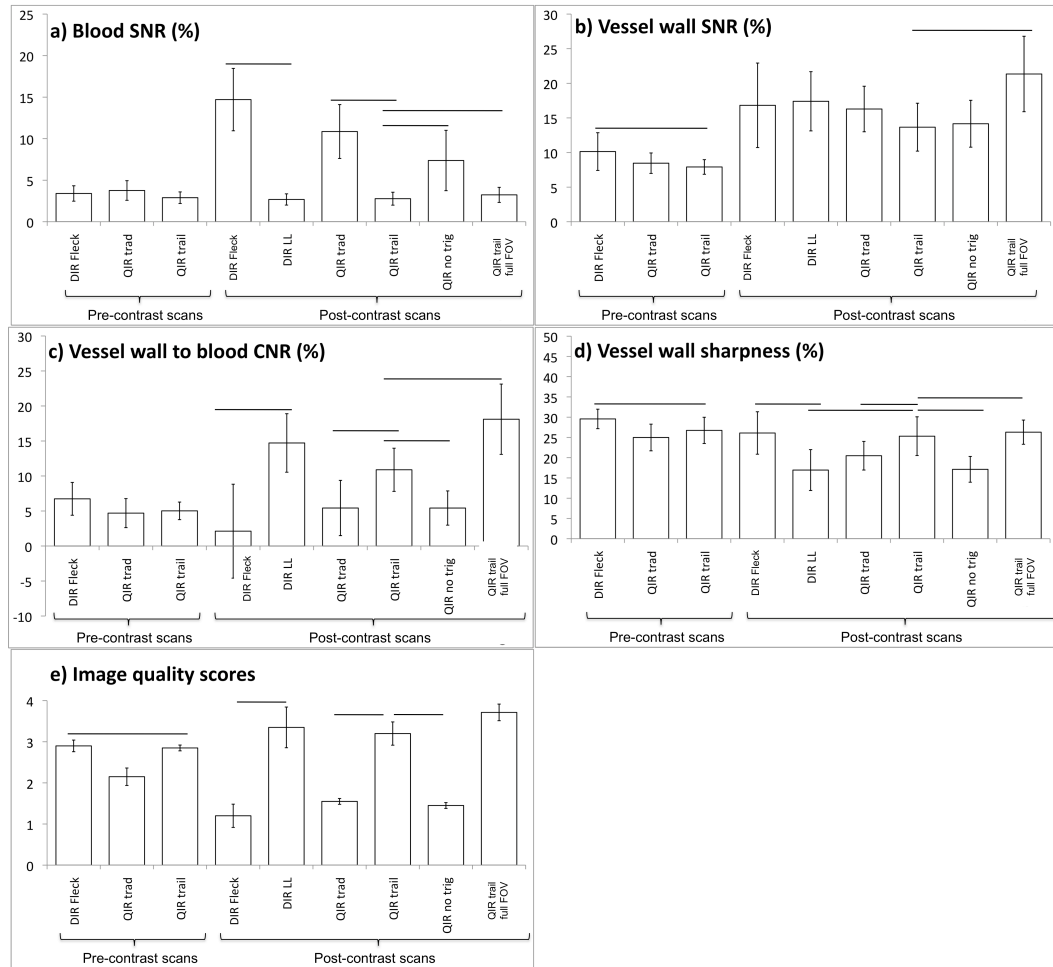 a) Blood SNR (%)
25
20
15
10
5
0
DIR Fleck
QIR trad
QIR trail
DIR Fleck
DIR LL
QIR trad
QIR trail
QIR no trig
QIR trail
full FOV
Pre-contrast scans
Post-contrast scans
b) Vessel wall SNR (%)
30
25
20
15
10
5
0
DIR Fleck
QIR trad
QIR trail
DIR Fleck
DIR LL
QIR trad
QIR trail
QIR no trig
QIR trail
full FOV
Pre-contrast scans
Post-contrast scans
c) Vessel wall to blood CNR (%)
30
25
20
15
10
5
0
-5
-10
DIR Fleck
QIR trad
QIR trail
DIR Fleck
DIR LL
QIR trad
QIR trail
QIR no trig
QIR trail
full FOV
Pre-contrast scans
Post-contrast scans
d) Vessel wall sharpness (%)
50
45
40
35
30
25
20
15
10
5
0
DIR Fleck
QIR trad
QIR trail
DIR Fleck
DIR LL
QIR trad
QIR trail
QIR no trig
QIR trail
full FOV
Pre-contrast scans
Post-contrast scans
e) Image quality scores
4
3
2
1
0
DIR Fleck
QIR trad
QIR trail
DIR Fleck
DIR LL
QIR trad
QIR trail
QIR no trig
QIR trail
full FOV
Pre-contrast scans
Post-contrast scans